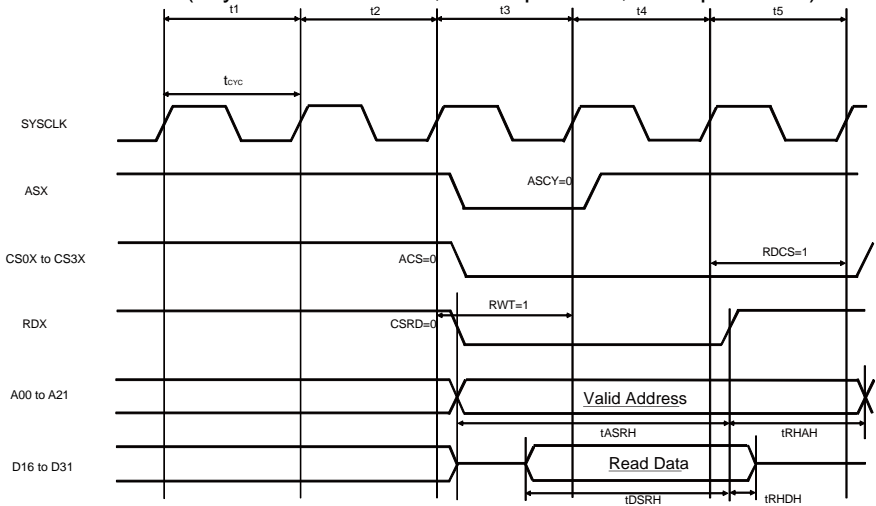 t1 t2 t3 t4 t5
tCYC
SYSCLK
ASX ASCY=0
CS0X to CS3X ACS=0 RDCS=1
RWT=1
RDX CSRD=0
A00 to A21 Valid Address
tASRH tRHAH
D16 to D31 Read Data
tDSRH tRHDH